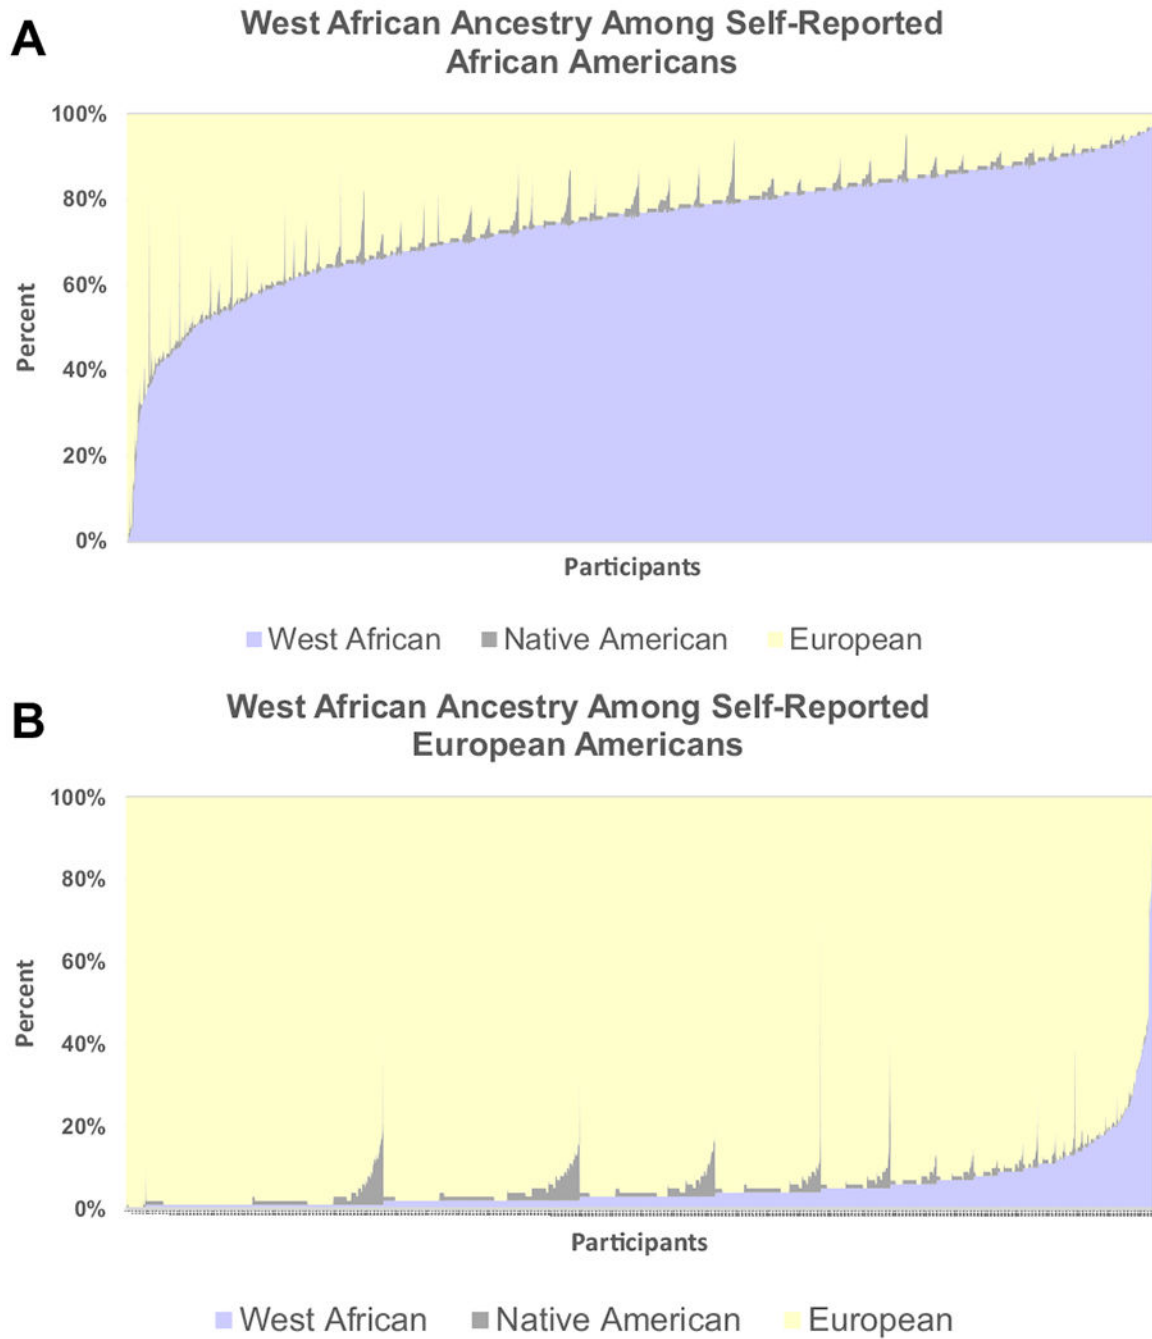 A
West African Ancestry Among Self-Reported
African Americans
100%
80%
60%
40%
20%
0%
Percent
Participants
West African Native American European
B
West African Ancestry Among Self-Reported
European Americans
100%
80%
60%
40%
20%
0%
Percent
Participants
West African Native American European